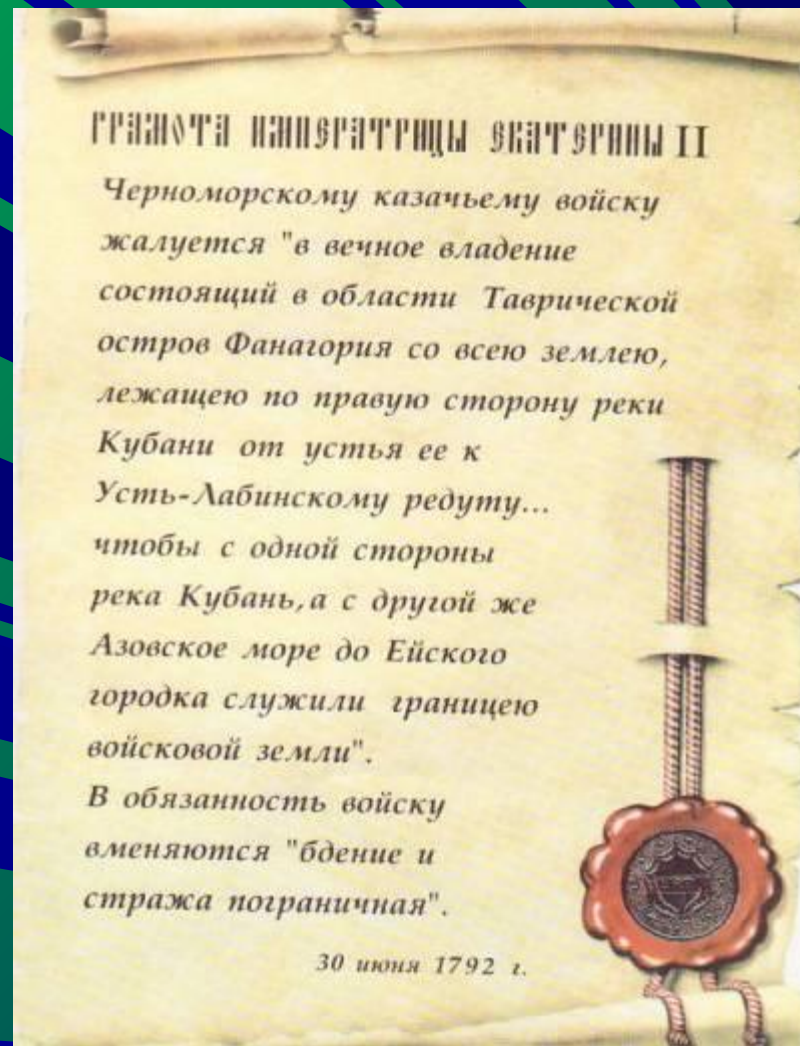 ГРАМОТА ИМПЕРАТРИЦЫ ЕКАТЕРИНЫ II
Черноморскому казачьему войску
жалуется "в вечное владение
состоящий в области Таврической
остров Фанагория со всею землею,
лежащею по правую сторону реки
Кубани от устья ее к
Усть-Лабинскому редуту...
чтобы с одной стороны
река Кубань,а с другой же
Азовское море до Ейского
городка служили границею
войсковой земли".
В обязанность войску
вменяются "бдение и
стража пограничная".
30 июня 1792 г.